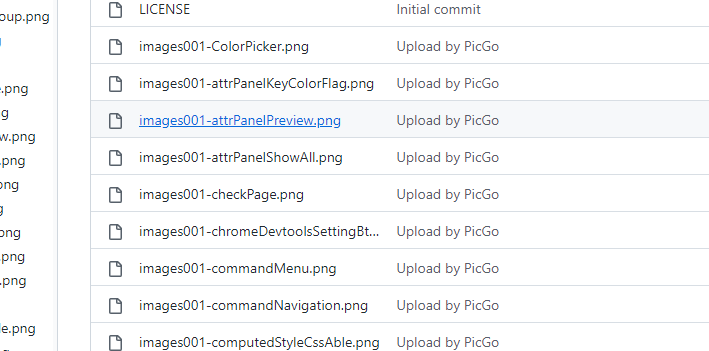 LICENSE Initial commit
images001-ColorPicker.png Upload by PicGo
images001-attrPanelKeyColorFlag.png Upload by PicGo
images001-attrPanelPreview.png Upload by PicGo
images001-attrPanelShowAll.png Upload by PicGo
images001-checkPage.png Upload by PicGo
images001-chromeDevtoolsSettingBt... Upload by PicGo
images001-commandMenu.png Upload by PicGo
images001-commandNavigation.png Upload by PicGo
images001-computedStyleCssAble.png Upload by PicGo
oup.png
e.png
ng
w.png
.png
png
g
png
.png
.png
le.png